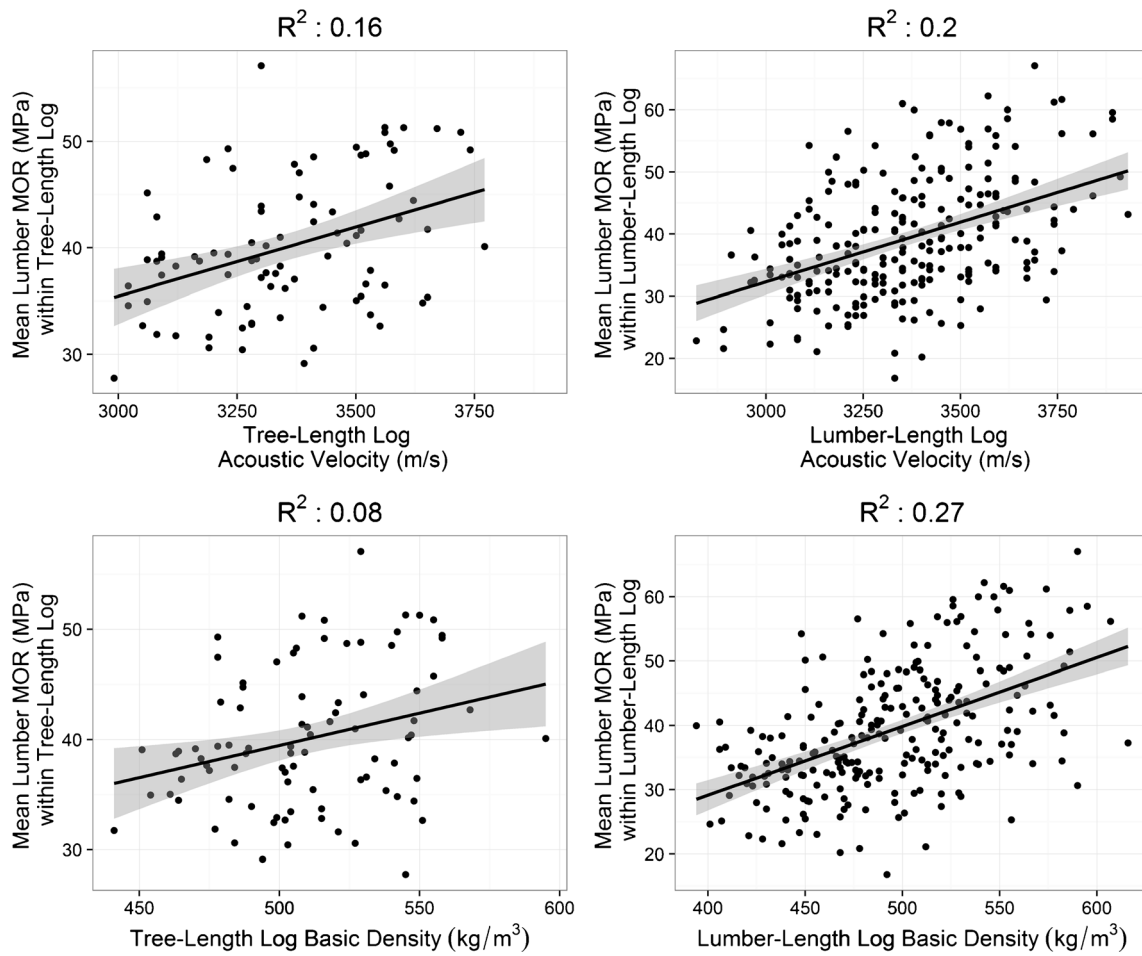 R² : 0.16
Mean Lumber MOR (MPa)
within Tree-Length Log
50
40
30
3000 3250 3500 3750
Tree-Length Log
Acoustic Velocity (m/s)
R² : 0.2
Mean Lumber MOR (MPa)
within Lumber-Length Log
60
50
40
30
20
3000 3250 3500 3750
Lumber-Length Log
Acoustic Velocity (m/s)
R² : 0.08
Mean Lumber MOR (MPa)
within Tree-Length Log
50
40
30
450 500 550 600
Tree-Length Log Basic Density (kg/m³)
R² : 0.27
Mean Lumber MOR (MPa)
within Lumber-Length Log
60
50
40
30
20
400 450 500 550 600
Lumber-Length Log Basic Density (kg/m³)